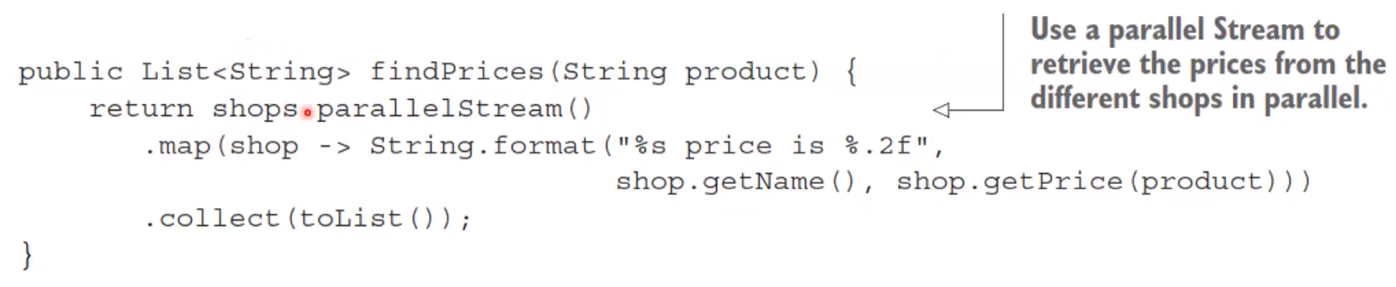 Use a parallel Stream to
retrieve the prices from the
different shops in parallel.
public List<String> findPrices(String product) {
    return shops.parallelStream()
        .map(shop -> String.format("%s price is %.2f",
                                   shop.getName(), shop.getPrice(product)))
        .collect(toList());
}